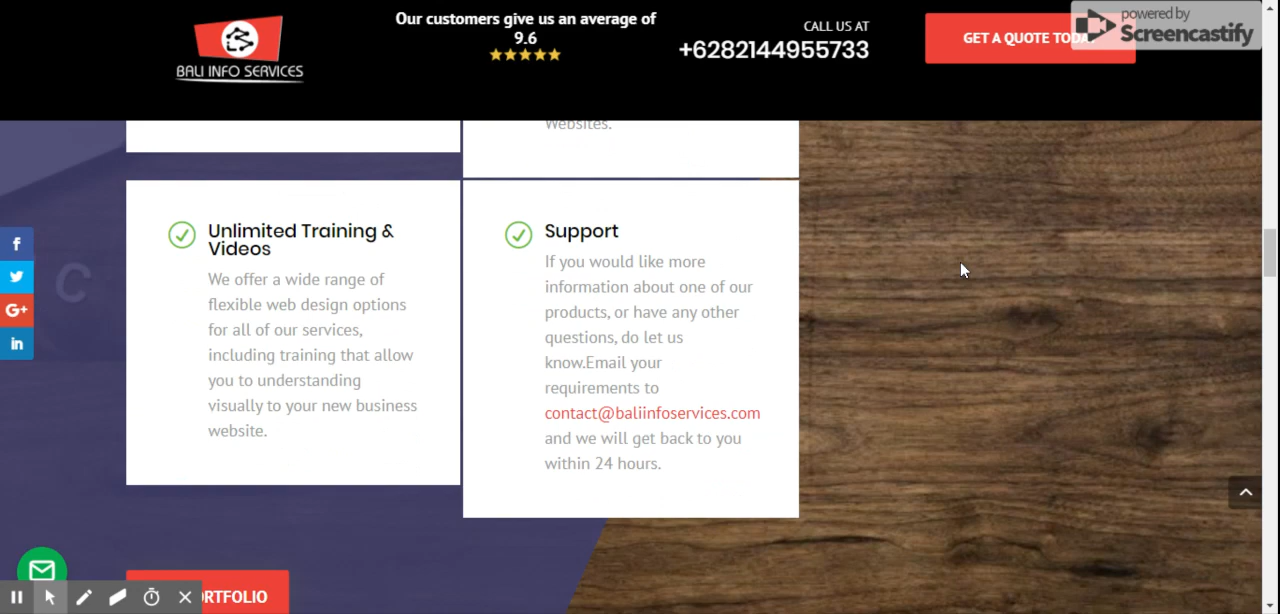 Our customers give us an average of
9.6
CALL US AT
+6282144955733
GET A QUOTE TODA
powered by
Screencastify
BALI INFO SERVICES
Websites.
Unlimited Training &
Videos
We offer a wide range of
flexible web design options
for all of our services,
including training that allow
you to understanding
visually to your new business
website.
Support
If you would like more
information about one of our
products, or have any other
questions, do let us
know.Email your
requirements to
contact@baliinfoservices.com
and we will get back to you
within 24 hours.
f
G+
in
C
RTFOLIO